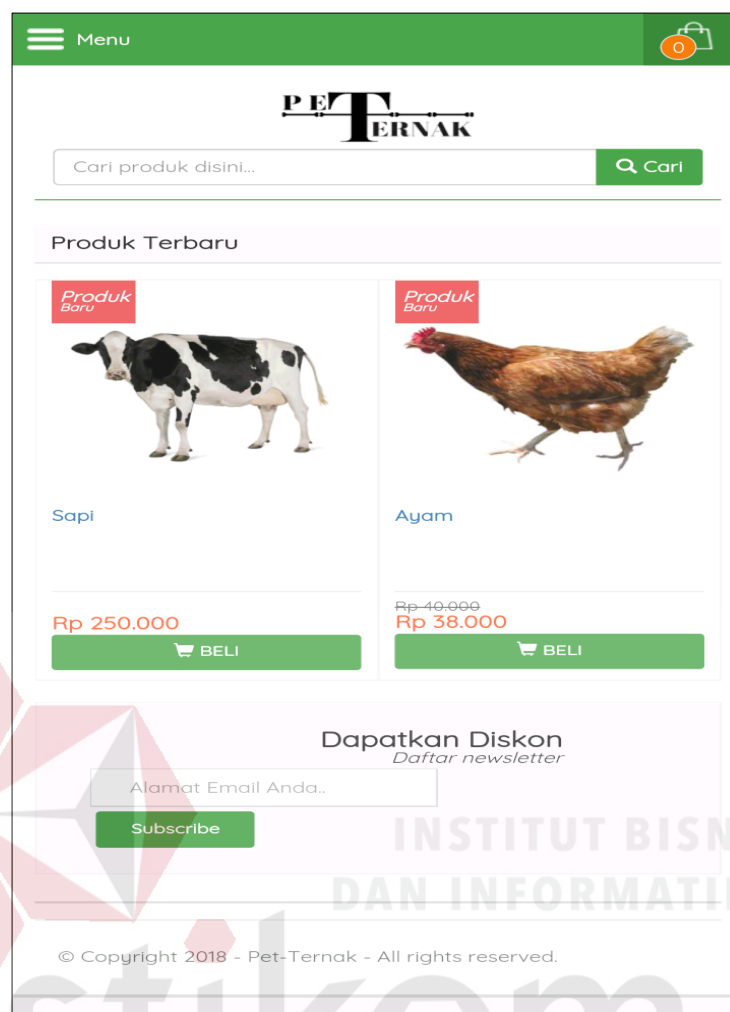 Menu
0
PET
ERNAK
Cari produk disini...
Cari
Produk Terbaru
Produk
Baru
Produk
Baru
Sapi
Ayam
Rp 40.000
Rp 250.000
Rp 38.000
BELI
BELI
Dapatkan Diskon
Daftar newsletter
Alamat Email Anda..
Subscribe
INSTITUT BISN
DAN INFORMATI
© Copyright 2018 - Pet-Ternak - All rights reserved.
stikom